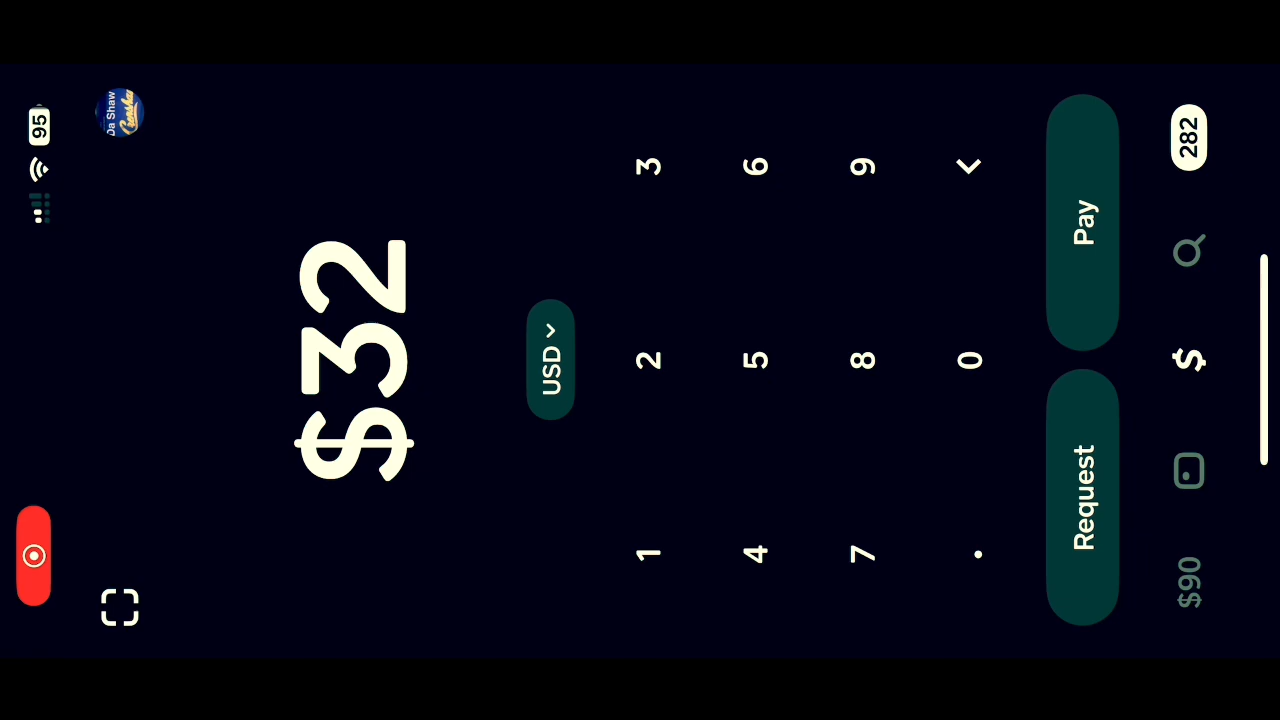 95
Da Shaw
Crenshaw
$32
USD
1 2 3
4 5 6
7 8 9
. 0
Request Pay
$90 $ 282